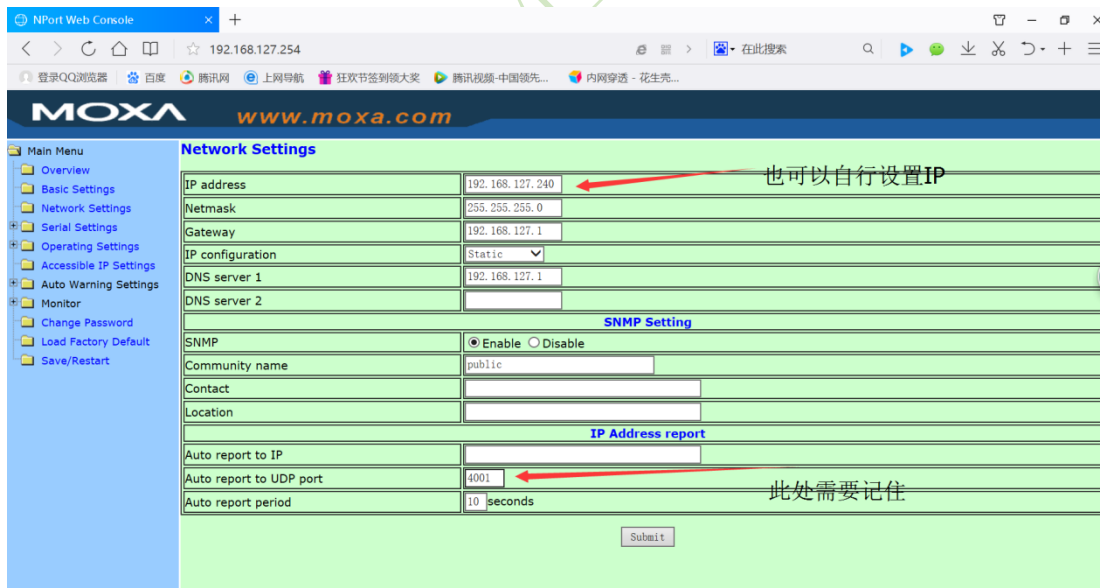 NPort Web Console
192.168.127.254
在此搜索
登录QQ浏览器 百度 腾讯网 上网导航 狂欢节签到领大奖 腾讯视频-中国领先... 内网穿透 - 花生壳...
MOXA www.moxa.com
Main Menu
Overview
Basic Settings
Network Settings
Serial Settings
Operating Settings
Accessible IP Settings
Auto Warning Settings
Monitor
Change Password
Load Factory Default
Save/Restart
Network Settings
IP address 192.168.127.240 也可以自行设置IP
Netmask 255.255.255.0
Gateway 192.168.127.1
IP configuration Static
DNS server 1 192.168.127.1
DNS server 2
SNMP Setting
SNMP Enable Disable
Community name public
Contact
Location
IP Address report
Auto report to IP
Auto report to UDP port 4001
Auto report period 10 seconds 此处需要记住
Submit